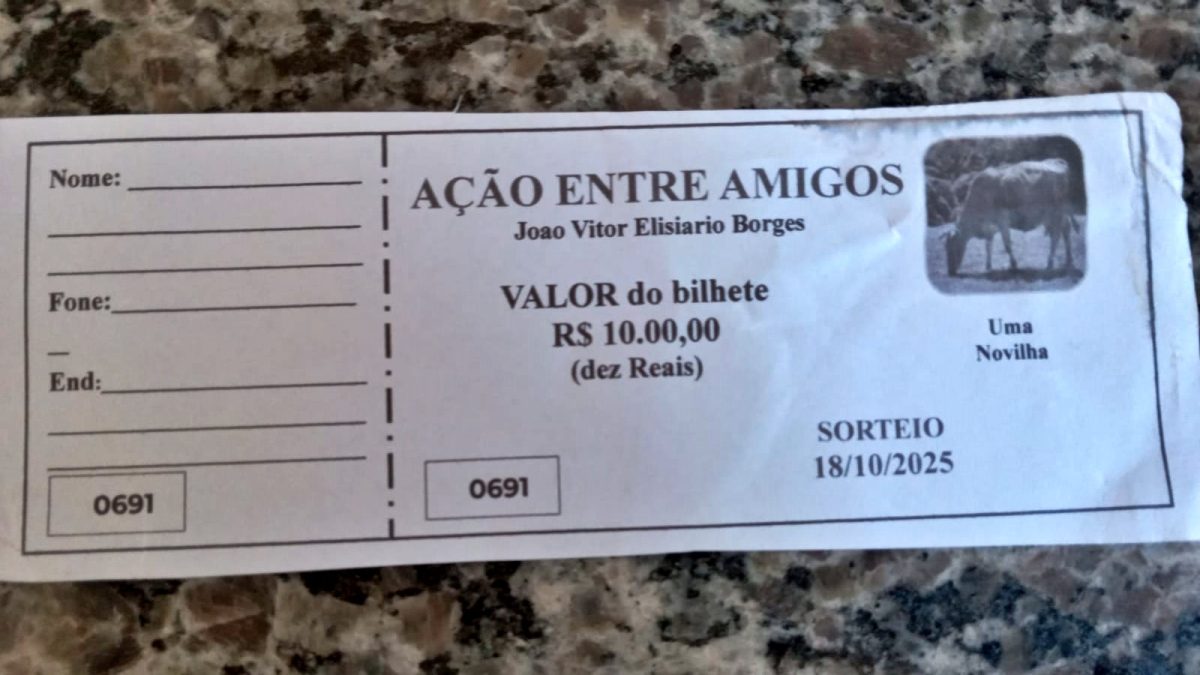 Nome:
Fone:
End:
0691
AÇÃO ENTRE AMIGOS
Joao Vitor Elisiario Borges
VALOR do bilhete
R$ 10.00,00
(dez Reais)
Uma
Novilha
SORTEIO
18/10/2025
0691